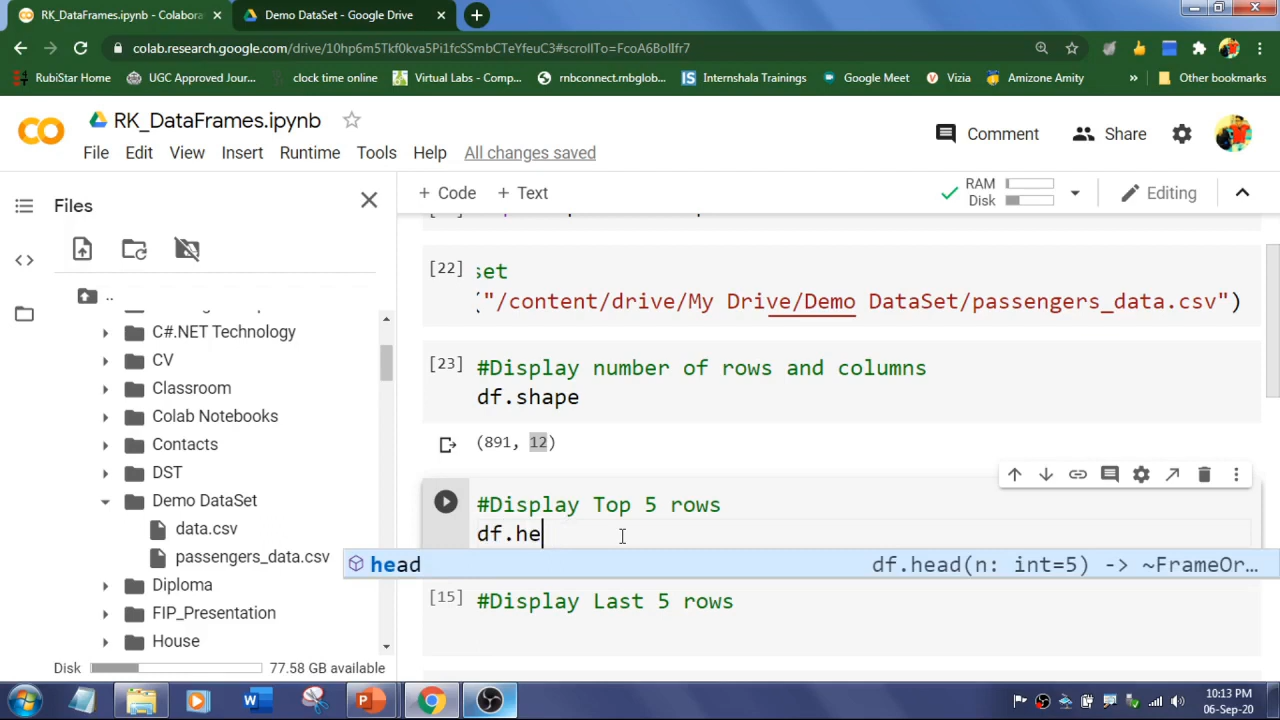 RK_DataFrames.ipynb - Colabora
Demo DataSet - Google Drive
colab.research.google.com/drive/10hp6m5Tkf0kva5Pi1fcSSmbCTeYfeuC3#scrollTo=FcoA6BolIfr7
RubiStar Home
UGC Approved Jour...
clock time online
Virtual Labs - Comp...
rnbconnect.rnbglob...
Internshala Trainings
Google Meet
Vizia
Amizone Amity
»
Other bookmarks
RK_DataFrames.ipynb
Comment
Share
File Edit View Insert Runtime Tools Help All changes saved
Files
+ Code + Text
RAM
Disk
Editing
..
C#.NET Technology
CV
Classroom
Colab Notebooks
Contacts
DST
Demo DataSet
data.csv
passengers_data.csv
Diploma
FIP_Presentation
House
Disk 77.58 GB available
[22] set
("/content/drive/My Drive/Demo DataSet/passengers_data.csv")
[23] #Display number of rows and columns
df.shape
(891, 12)
#Display Top 5 rows
df.he
head df.head(n: int=5) -> ~FrameOr...
[15] #Display Last 5 rows
10:13 PM
06-Sep-20